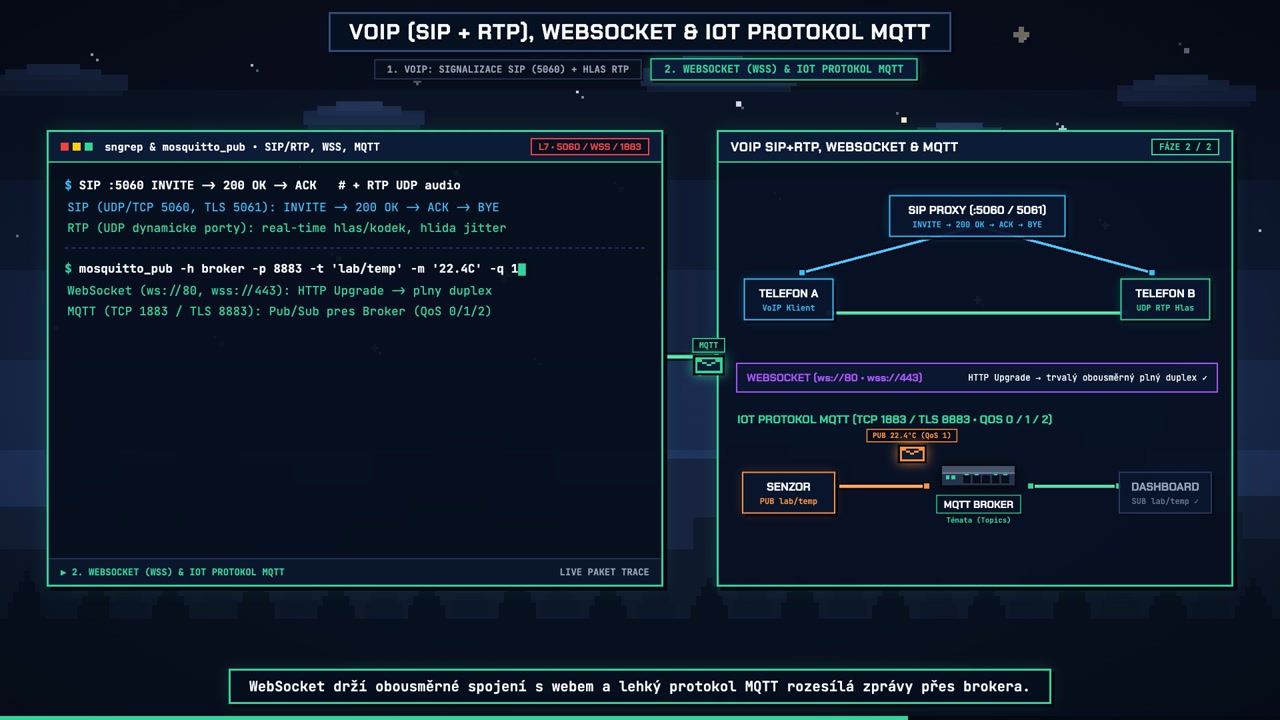 VOIP (SIP + RTP), WEBSOCKET & IOT PROTOKOL MQTT
1. VOIP: SIGNALIZACE SIP (5060) + HLAS RTP
2. WEBSOCKET (WSS) & IOT PROTOKOL MQTT
sngrep & mosquitto_pub • SIP/RTP, WSS, MQTT
L7 • 5060 / WSS / 1883
$ SIP :5060 INVITE → 200 OK → ACK   # + RTP UDP audio
SIP (UDP/TCP 5060, TLS 5061): INVITE → 200 OK → ACK → BYE
RTP (UDP dynamicke porty): real-time hlas/kodek, hlida jitter
$ mosquitto_pub -h broker -p 8883 -t 'lab/temp' -m '22.4C' -q 1
WebSocket (ws://80, wss://443): HTTP Upgrade → plny duplex
MQTT (TCP 1883 / TLS 8883): Pub/Sub pres Broker (QoS 0/1/2)
▶ 2. WEBSOCKET (WSS) & IOT PROTOKOL MQTT
LIVE PAKET TRACE
MQTT
VOIP SIP+RTP, WEBSOCKET & MQTT
FÁZE 2 / 2
SIP PROXY (:5060 / 5061)
INVITE → 200 OK → ACK → BYE
TELEFON A
VoIP Klient
TELEFON B
UDP RTP Hlas
WEBSOCKET (ws://80 • wss://443)
HTTP Upgrade → trvalý obousměrný plný duplex ✓
IOT PROTOKOL MQTT (TCP 1883 / TLS 8883 • QOS 0 / 1 / 2)
PUB 22.4°C (QoS 1)
SENZOR
PUB lab/temp
MQTT BROKER
Témata (Topics)
DASHBOARD
SUB lab/temp ✓
WebSocket drží obousměrné spojení s webem a lehký protokol MQTT rozesílá zprávy přes brokera.